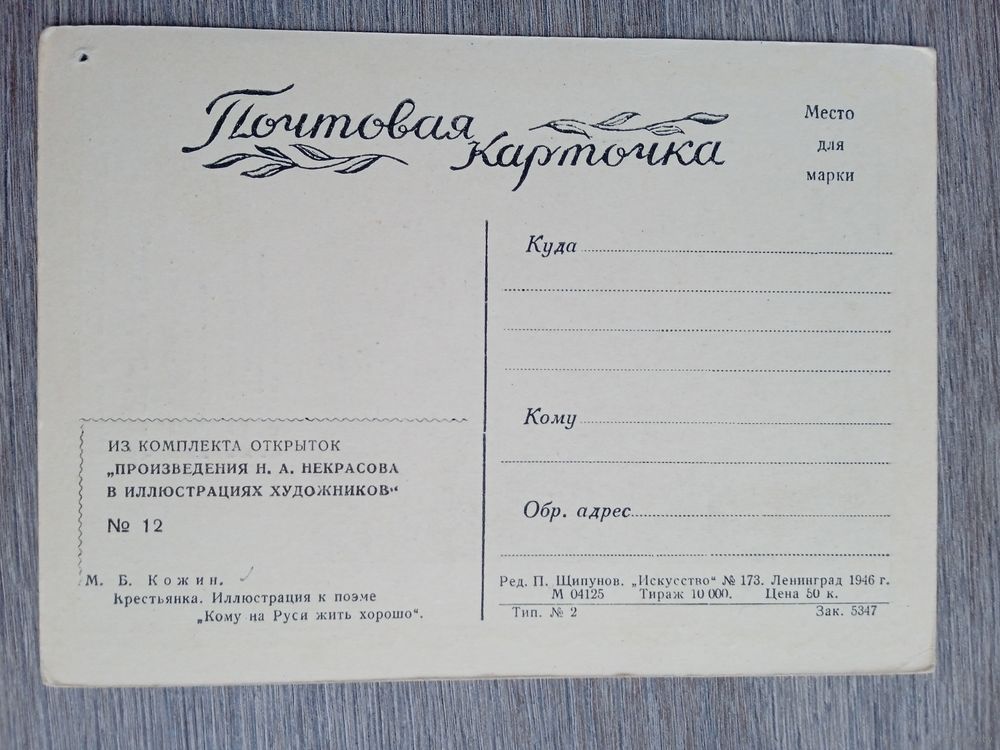 Почтовая
Карточка
Место
для
марки
Куда
Кому
Обр. адрес
ИЗ КОМПЛЕКТА ОТКРЫТОК
„ПРОИЗВЕДЕНИЯ Н. А. НЕКРАСОВА
В ИЛЛЮСТРАЦИЯХ ХУДОЖНИКОВ“
№ 12
М. Б. Кожин.
Крестьянка. Иллюстрация к поэме
„Кому на Руси жить хорошо“.
Ред. П. Щипунов. „Искусство“ № 173. Ленинград 1946 г.
М 04125 Тираж 10 000. Цена 50 к.
Тип. № 2 Зак. 5347